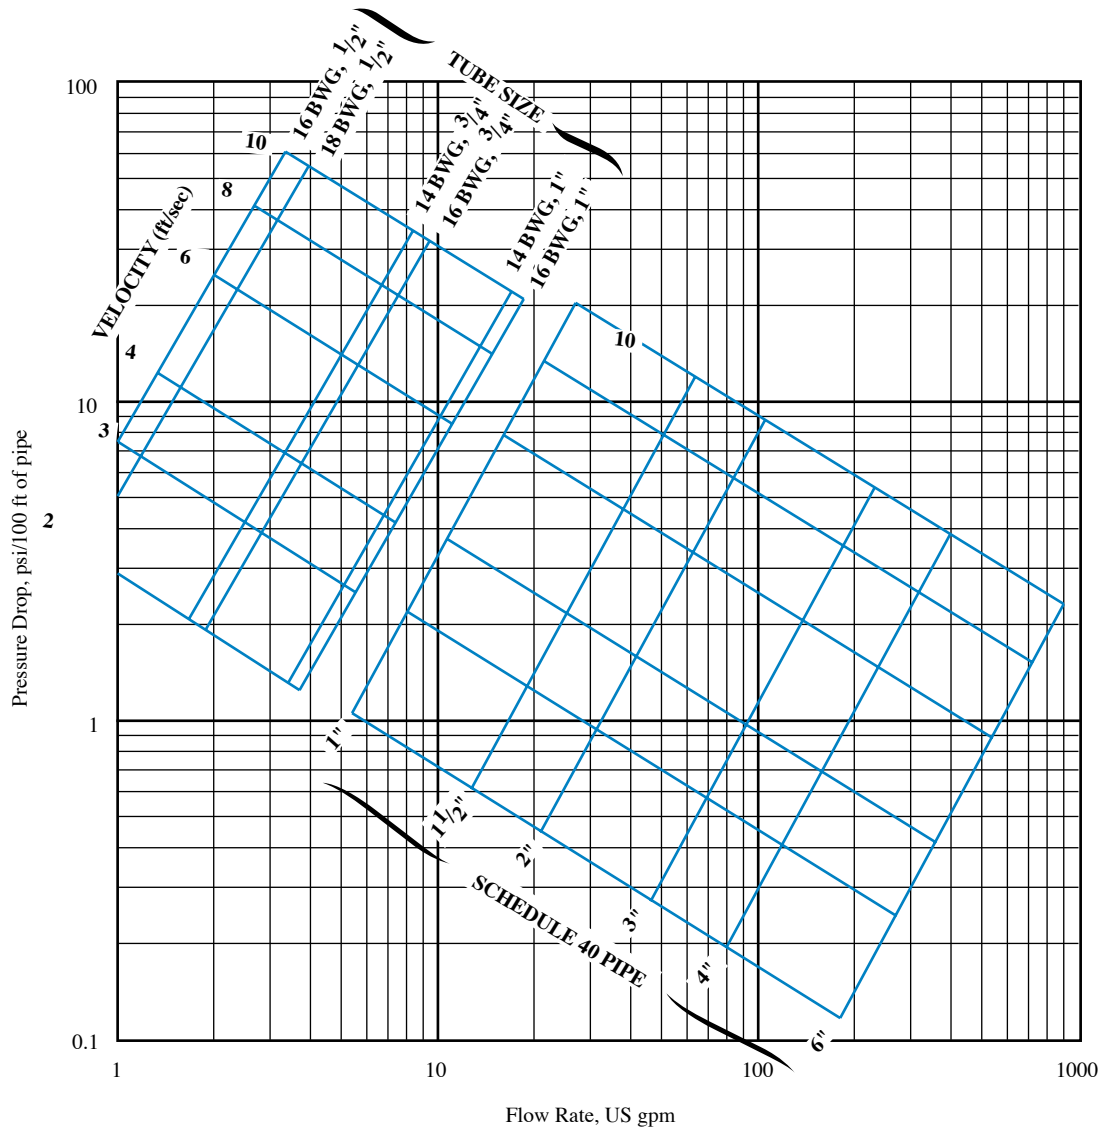 TUBE SIZE
16 BWG, 1/2"
18 BWG, 1/2"
14 BWG, 3/4"
16 BWG, 3/4"
14 BWG, 1"
16 BWG, 1"
VELOCITY (ft/sec)
10
8
6
4
3
2
10
100
10
1
0.1
Pressure Drop, psi/100 ft of pipe
1"
1 1/2"
2"
3"
4"
6"
SCHEDULE 40 PIPE
1
10
100
1000
Flow Rate, US gpm